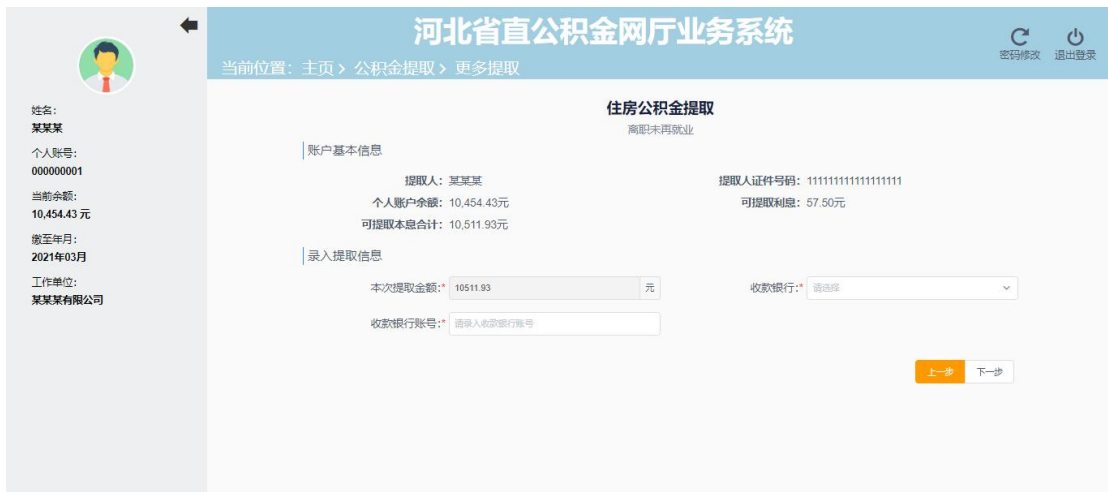 河北省直公积金网厅业务系统
密码修改 退出登录
当前位置：主页 > 公积金提取 > 更多提取
姓名：
某某某
个人账号：
000000001
当前余额：
10,454.43 元
缴至年月：
2021年03月
工作单位：
某某某有限公司
住房公积金提取
离职未再就业
账户基本信息
提取人： 某某某 提取人证件号码： 111111111111111111
个人账户余额： 10,454.43元 可提取利息： 57.50元
可提取本息合计： 10,511.93元
录入提取信息
本次提取金额:* 10511.93 元 收款银行:* 请选择
收款银行账号:* 请录入收款银行账号
上一步 下一步